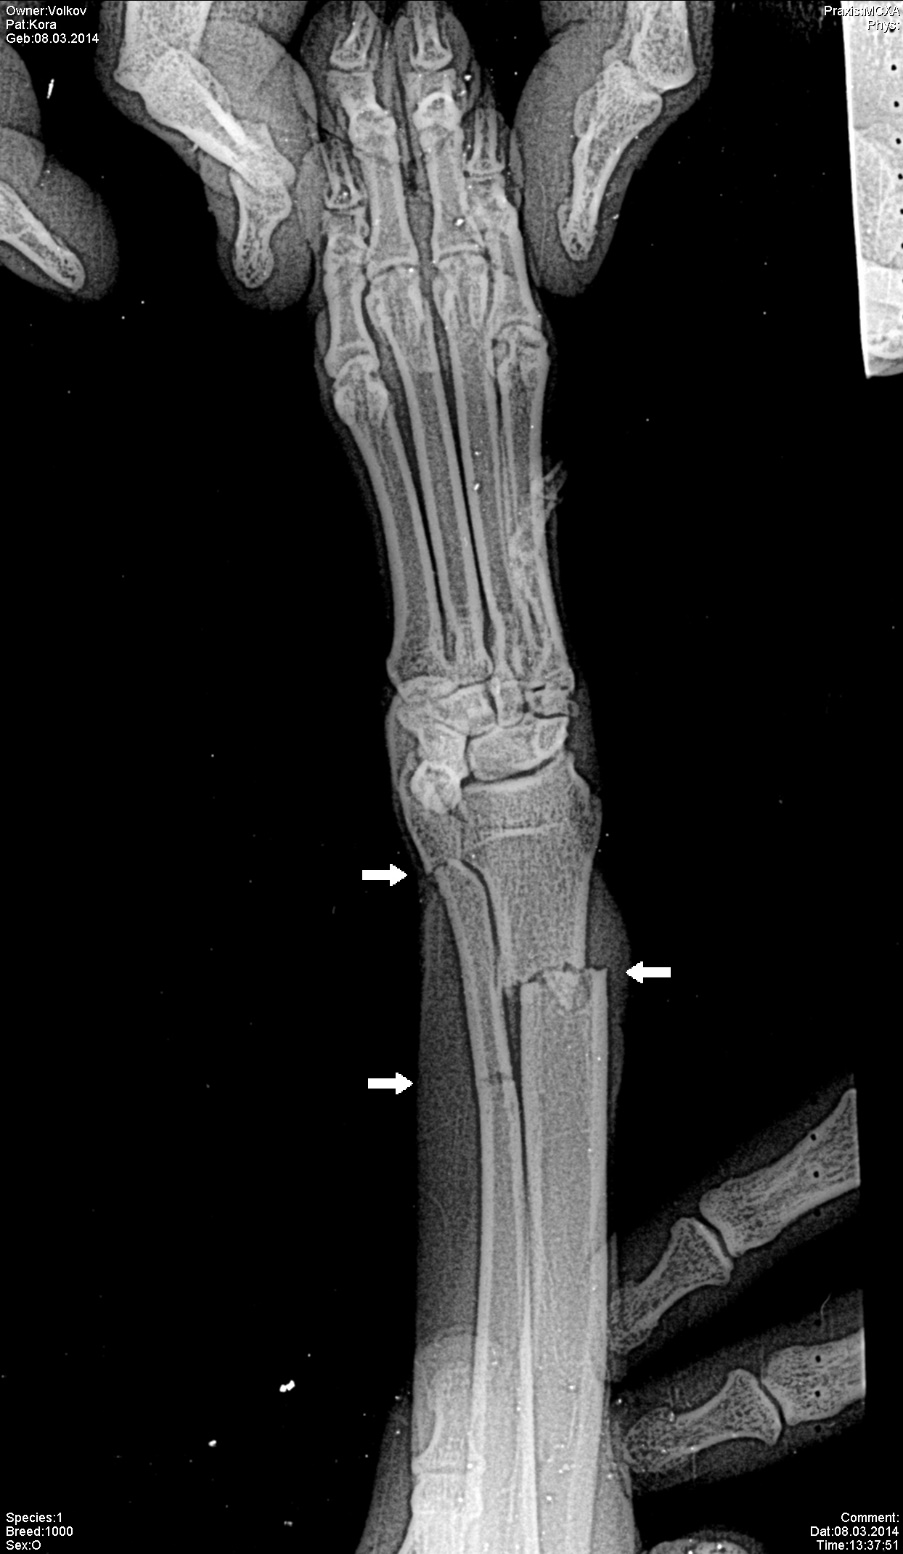 Owner:Volkov
Pat:Kora
Geb:08.03.2014
Praxis:MCXA
Phys:
Species:1
Breed:1000
Sex:O
Comment:
Dat:08.03.2014
Time:13:37:51